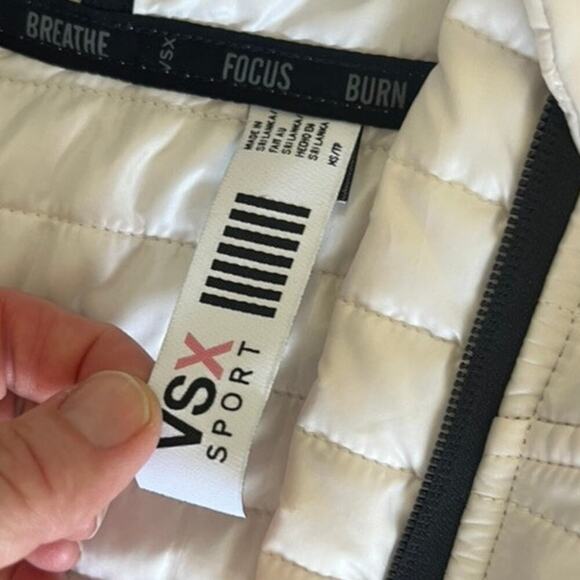 BREATHE VSX FOCUS BURN
MADE IN
SRI LANKA/
FAIT AU
SRI LANKA/
HECHO EN
SRI LANKA
XS/TP
VSX
SPORT